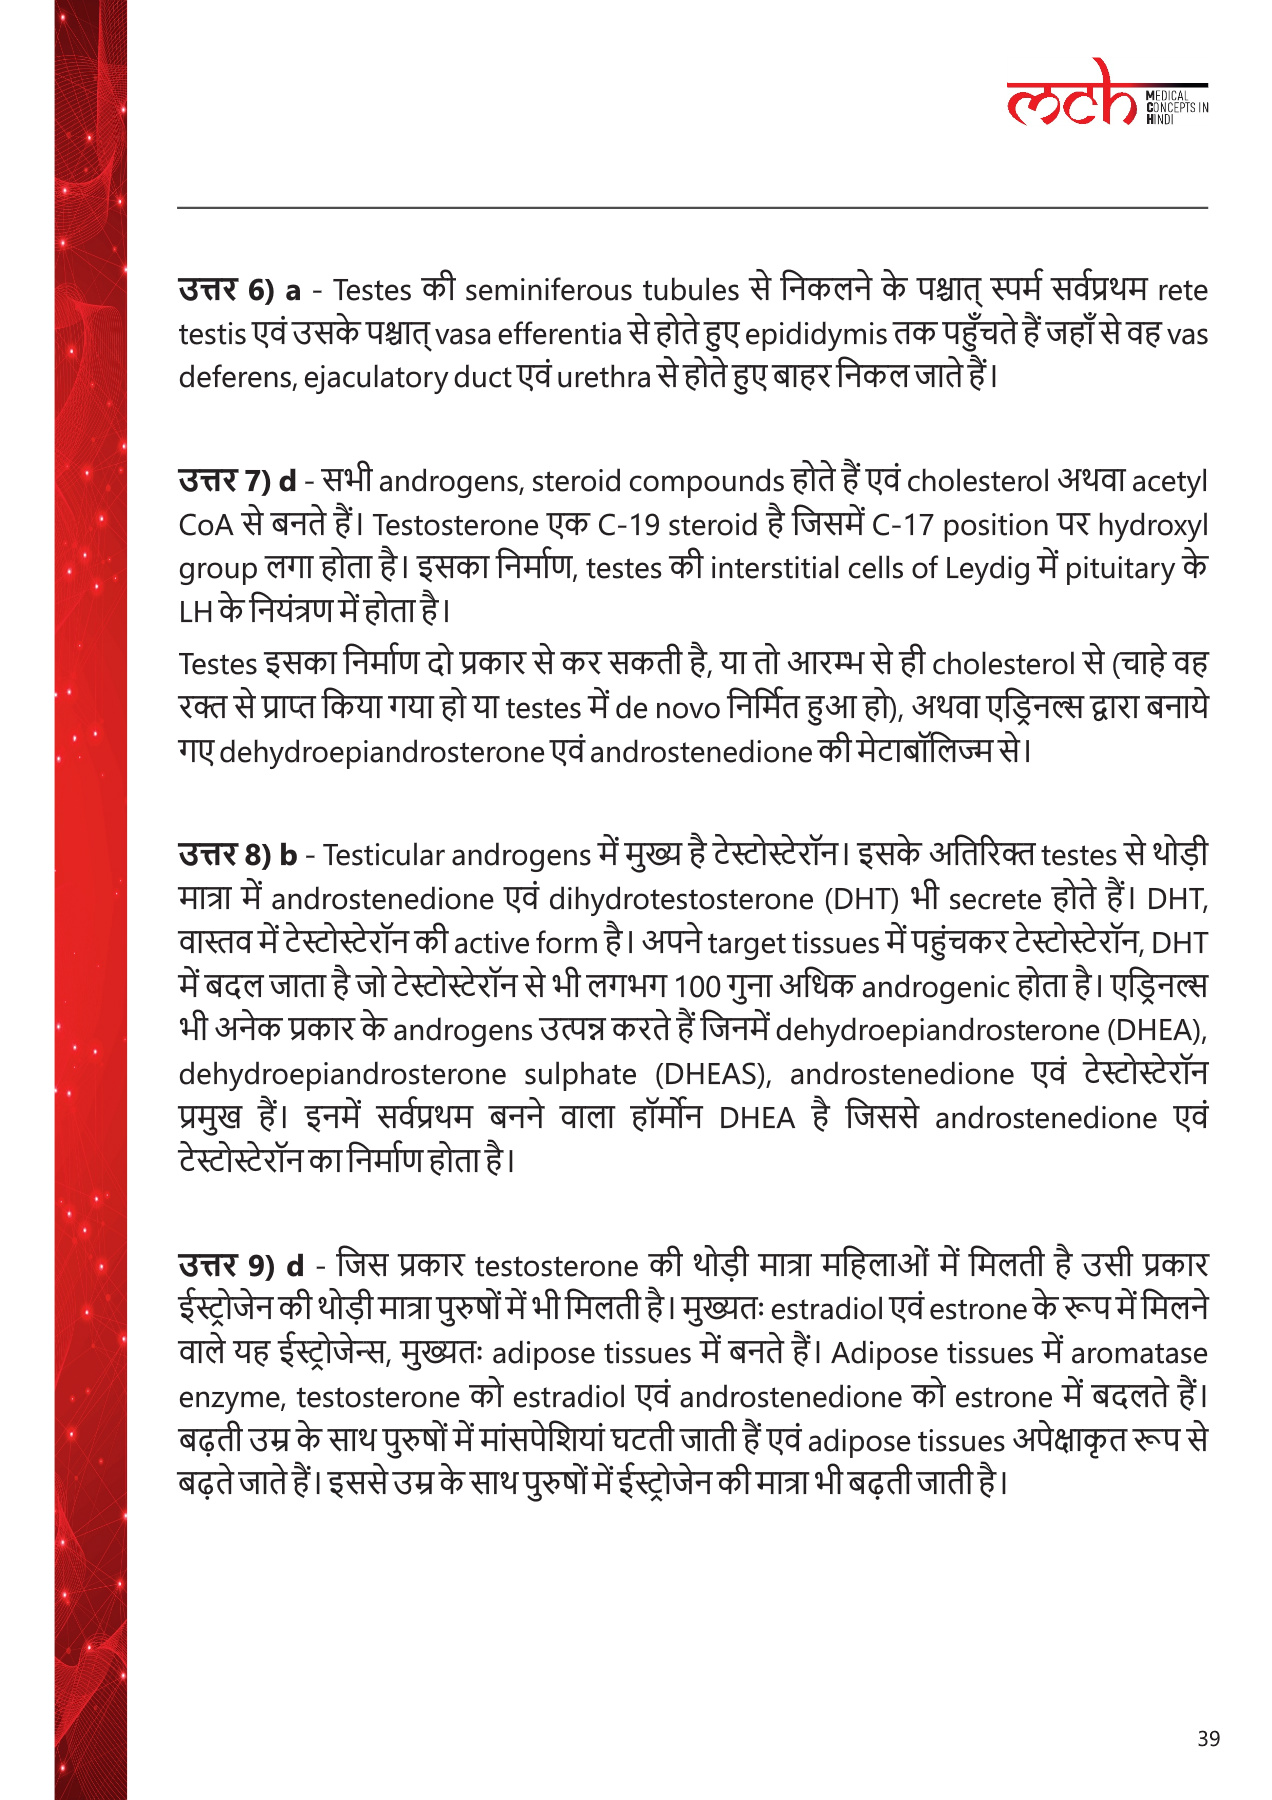 mch
MEDICAL
CONCEPTS IN
HINDI
उत्तर 6) a - Testes की seminiferous tubules से निकलने के पश्चात् स्पर्म सर्वप्रथम rete
testis एवं उसके पश्चात् vasa efferentia से होते हुए epididymis तक पहुँचते हैं जहाँ से वह vas
deferens, ejaculatory duct एवं urethra से होते हुए बाहर निकल जाते हैं।
उत्तर 7) d - सभी androgens, steroid compounds होते हैं एवं cholesterol अथवा acetyl
CoA से बनते हैं। Testosterone एक C-19 steroid है जिसमें C-17 position पर hydroxyl
group लगा होता है। इसका निर्माण, testes की interstitial cells of Leydig में pituitary के
LH के नियंत्रण में होता है।
Testes इसका निर्माण दो प्रकार से कर सकती है, या तो आरम्भ से ही cholesterol से (चाहे वह
रक्त से प्राप्त किया गया हो या testes में de novo निर्मित हुआ हो), अथवा एड्रिनल्स द्वारा बनाये
गए dehydroepiandrosterone एवं androstenedione की मेटाबॉलिज्म से।
उत्तर 8) b - Testicular androgens में मुख्य है टेस्टोस्टेरॉन। इसके अतिरिक्त testes से थोड़ी
मात्रा में androstenedione एवं dihydrotestosterone (DHT) भी secrete होते हैं। DHT,
वास्तव में टेस्टोस्टेरॉन की active form है। अपने target tissues में पहुंचकर टेस्टोस्टेरॉन, DHT
में बदल जाता है जो टेस्टोस्टेरॉन से भी लगभग 100 गुना अधिक androgenic होता है। एड्रिनल्स
भी अनेक प्रकार के androgens उत्पन्न करते हैं जिनमें dehydroepiandrosterone (DHEA),
dehydroepiandrosterone sulphate (DHEAS), androstenedione एवं टेस्टोस्टेरॉन
प्रमुख हैं। इनमें सर्वप्रथम बनने वाला हॉर्मोन DHEA है जिससे androstenedione एवं
टेस्टोस्टेरॉन का निर्माण होता है।
उत्तर 9) d - जिस प्रकार testosterone की थोड़ी मात्रा महिलाओं में मिलती है उसी प्रकार
ईस्ट्रोजेन की थोड़ी मात्रा पुरुषों में भी मिलती है। मुख्यतः estradiol एवं estrone के रूप में मिलने
वाले यह ईस्ट्रोजेन्स, मुख्यतः adipose tissues में बनते हैं। Adipose tissues में aromatase
enzyme, testosterone को estradiol एवं androstenedione को estrone में बदलते हैं।
बढ़ती उम्र के साथ पुरुषों में मांसपेशियां घटती जाती हैं एवं adipose tissues अपेक्षाकृत रूप से
बढ़ते जाते हैं। इससे उम्र के साथ पुरुषों में ईस्ट्रोजेन की मात्रा भी बढ़ती जाती है।
39